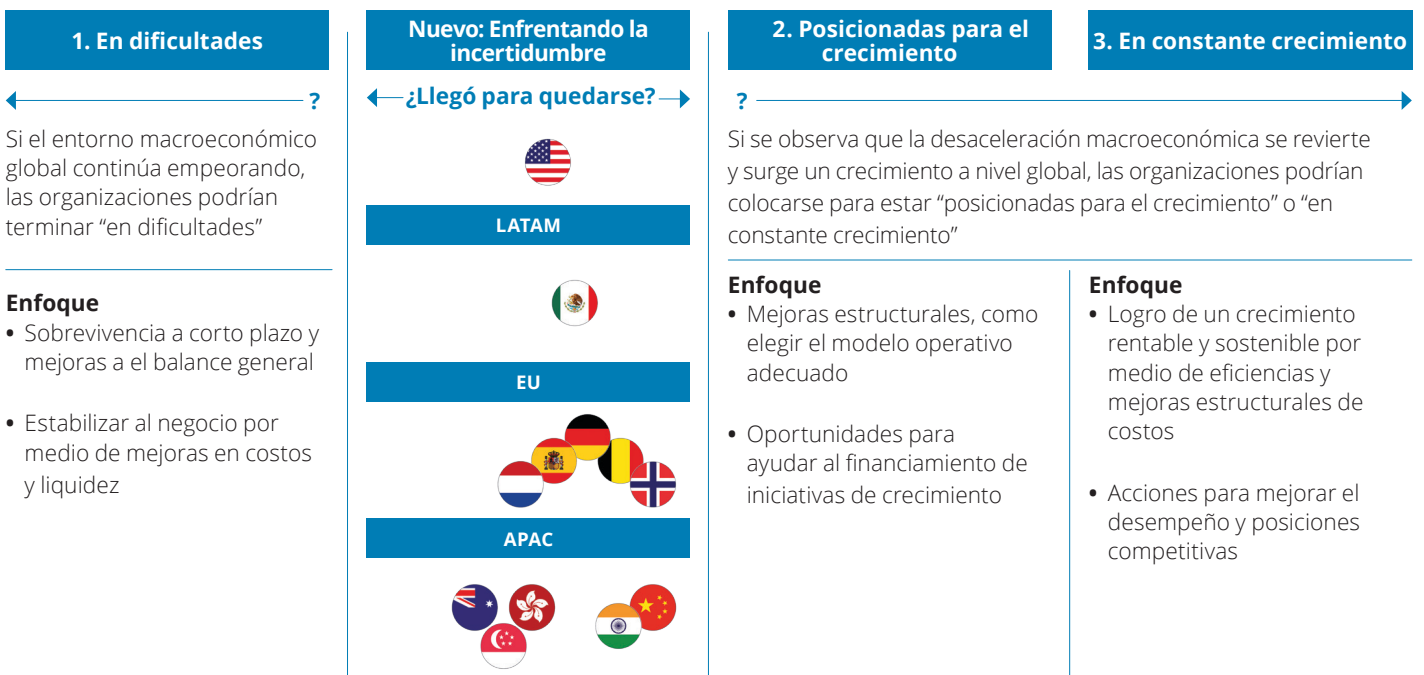 1. En dificultades
?
Si el entorno macroeconómico
global continúa empeorando,
las organizaciones podrían
terminar “en dificultades”
Enfoque
• Sobrevivencia a corto plazo y
mejoras a el balance general
• Estabilizar al negocio por
medio de mejoras en costos
y liquidez
Nuevo: Enfrentando la
incertidumbre
¿Llegó para quedarse?
LATAM
EU
APAC
2. Posicionadas para el
crecimiento
3. En constante crecimiento
?
Si se observa que la desaceleración macroeconómica se revierte
y surge un crecimiento a nivel global, las organizaciones podrían
colocarse para estar “posicionadas para el crecimiento” o “en
constante crecimiento”
Enfoque
• Mejoras estructurales, como
elegir el modelo operativo
adecuado
• Oportunidades para
ayudar al financiamiento de
iniciativas de crecimiento
Enfoque
• Logro de un crecimiento
rentable y sostenible por
medio de eficiencias y
mejoras estructurales de
costos
• Acciones para mejorar el
desempeño y posiciones
competitivas